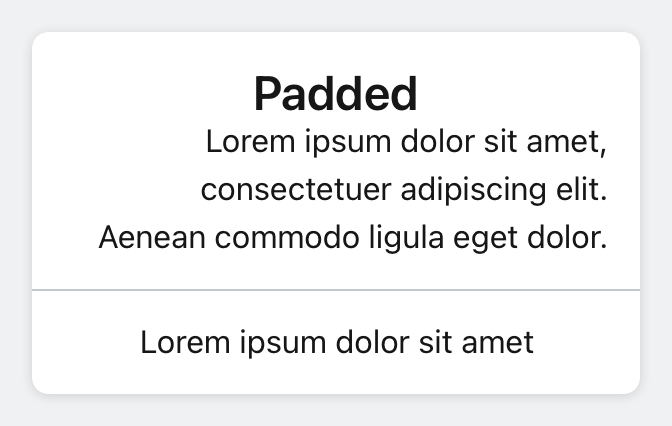 Padded
Lorem ipsum dolor sit amet,
consectetuer adipiscing elit.
Aenean commodo ligula eget dolor.
Lorem ipsum dolor sit amet